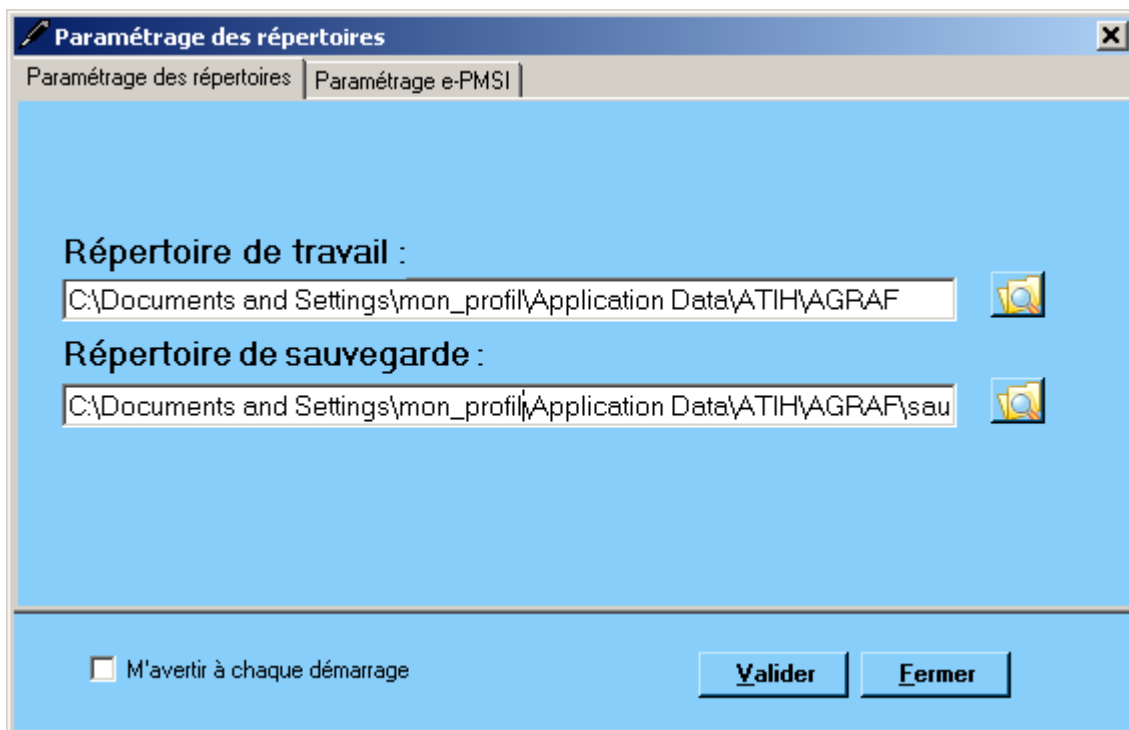 Paramétrage des répertoires
Paramétrage des répertoires Paramétrage e-PMSI
Répertoire de travail :
C:\Documents and Settings\mon_profil\Application Data\ATIH\AGRAF
Répertoire de sauvegarde :
C:\Documents and Settings\mon_profil\Application Data\ATIH\AGRAF\sau
M'avertir à chaque démarrage Valider Fermer